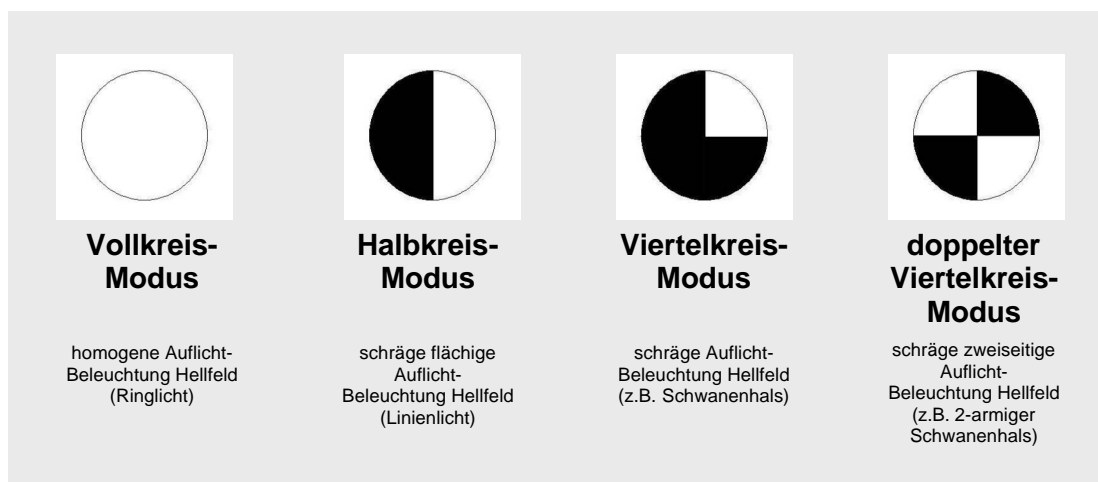 Vollkreis-
Modus
homogene Auflicht-
Beleuchtung Hellfeld
(Ringlicht)
Halbkreis-
Modus
schräge flächige
Auflicht-
Beleuchtung Hellfeld
(Linienlicht)
Viertelkreis-
Modus
schräge Auflicht-
Beleuchtung Hellfeld
(z.B. Schwanenhals)
doppelter
Viertelkreis-
Modus
schräge zweiseitige
Auflicht-
Beleuchtung Hellfeld
(z.B. 2-armiger
Schwanenhals)